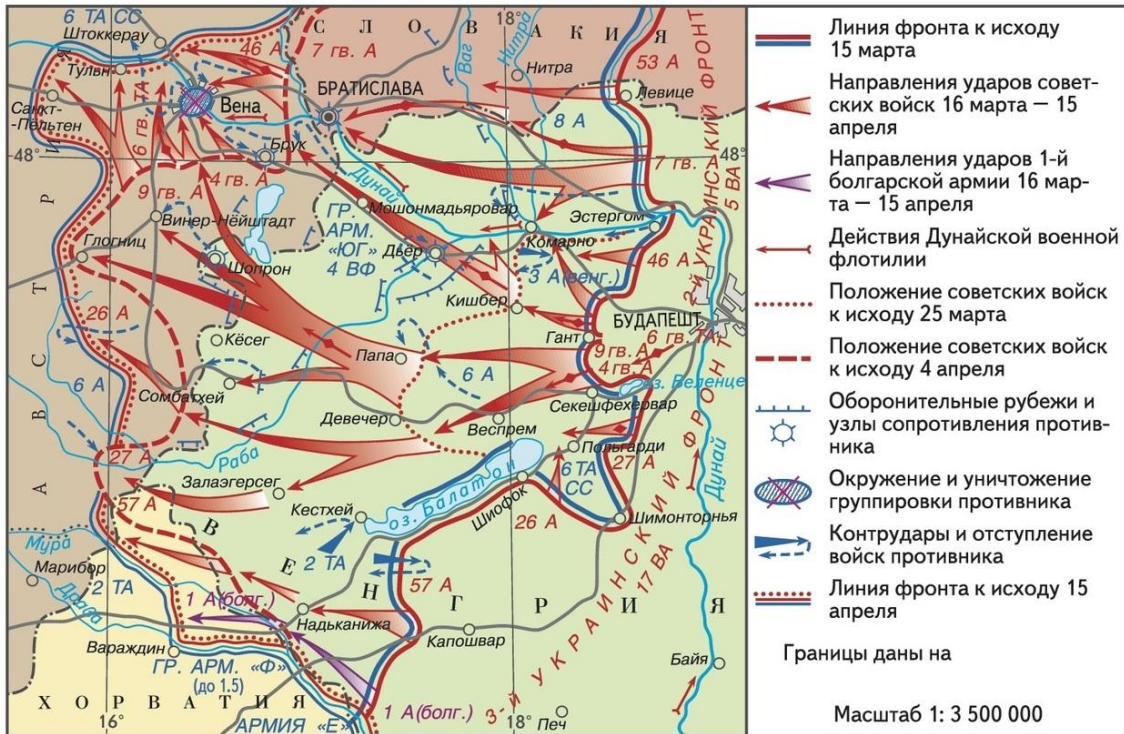 6 ТА СС
Штоккерау
46 А
С Л О В А К И Я
18°
7 гв. А
Ваг
Нитра
Нитра
53 А
Тульн
ТА
Вена
БРАТИСЛАВА
Левице
Санкт
-Пёльтен
6 гв.
8 А
Брук
48°
48°
7 гв. А
4 гв. А
9 гв. А
Дунай
Мошонмадьяровар
Эстергом
5 ВА
Винер-Нёйштадт
ГР.
АРМ.
«ЮГ»
4 ВФ
Дьёр
Комарно
2-й УКРАИНСКИЙ ФРОНТ
Глогниц
Шопрон
3 А(венг.)
46 А
Кишбер
БУДАПЕШТ
26 А
Гант
6 гв. ТА
Кёсег
Папа
9 гв. А
4 гв. А
оз. Веленце
6 А
6 А
Сомбатхей
Секешфехервар
Девечер
Веспрем
Польгарди
27 А
Раба
6 ТА
СС
27 А
Дунай
57 А
Залаэгерсег
оз. Балатон
Шиофок
Кестхей
26 А
Шимонторнья
2 ТА
17 ВА
Мура
57 А
Марибор
2 ТА
1 А(болг.)
Драва
Надьканижа
Капошвар
Вараждин
ГР. АРМ. «Ф»
(до 1.5)
Байя
3-й УКРАИНСКИЙ ФРОНТ
А В С Т Р И Я
В Е Н Г Р И Я
Х О Р В А Т И Я
16°
АРМИЯ «Е»
1 А(болг.)
18°
Печ
Линия фронта к исходу
15 марта
Направления ударов совет-
ских войск 16 марта — 15
апреля
Направления ударов 1-й
болгарской армии 16 мар-
та — 15 апреля
Действия Дунайской военной
флотилии
Положение советских войск
к исходу 25 марта
Положение советских войск
к исходу 4 апреля
Оборонительные рубежи и
узлы сопротивления против-
ника
Окружение и уничтожение
группировки противника
Контрудары и отступление
войск противника
Линия фронта к исходу 15
апреля
Границы даны на
Масштаб 1: 3 500 000